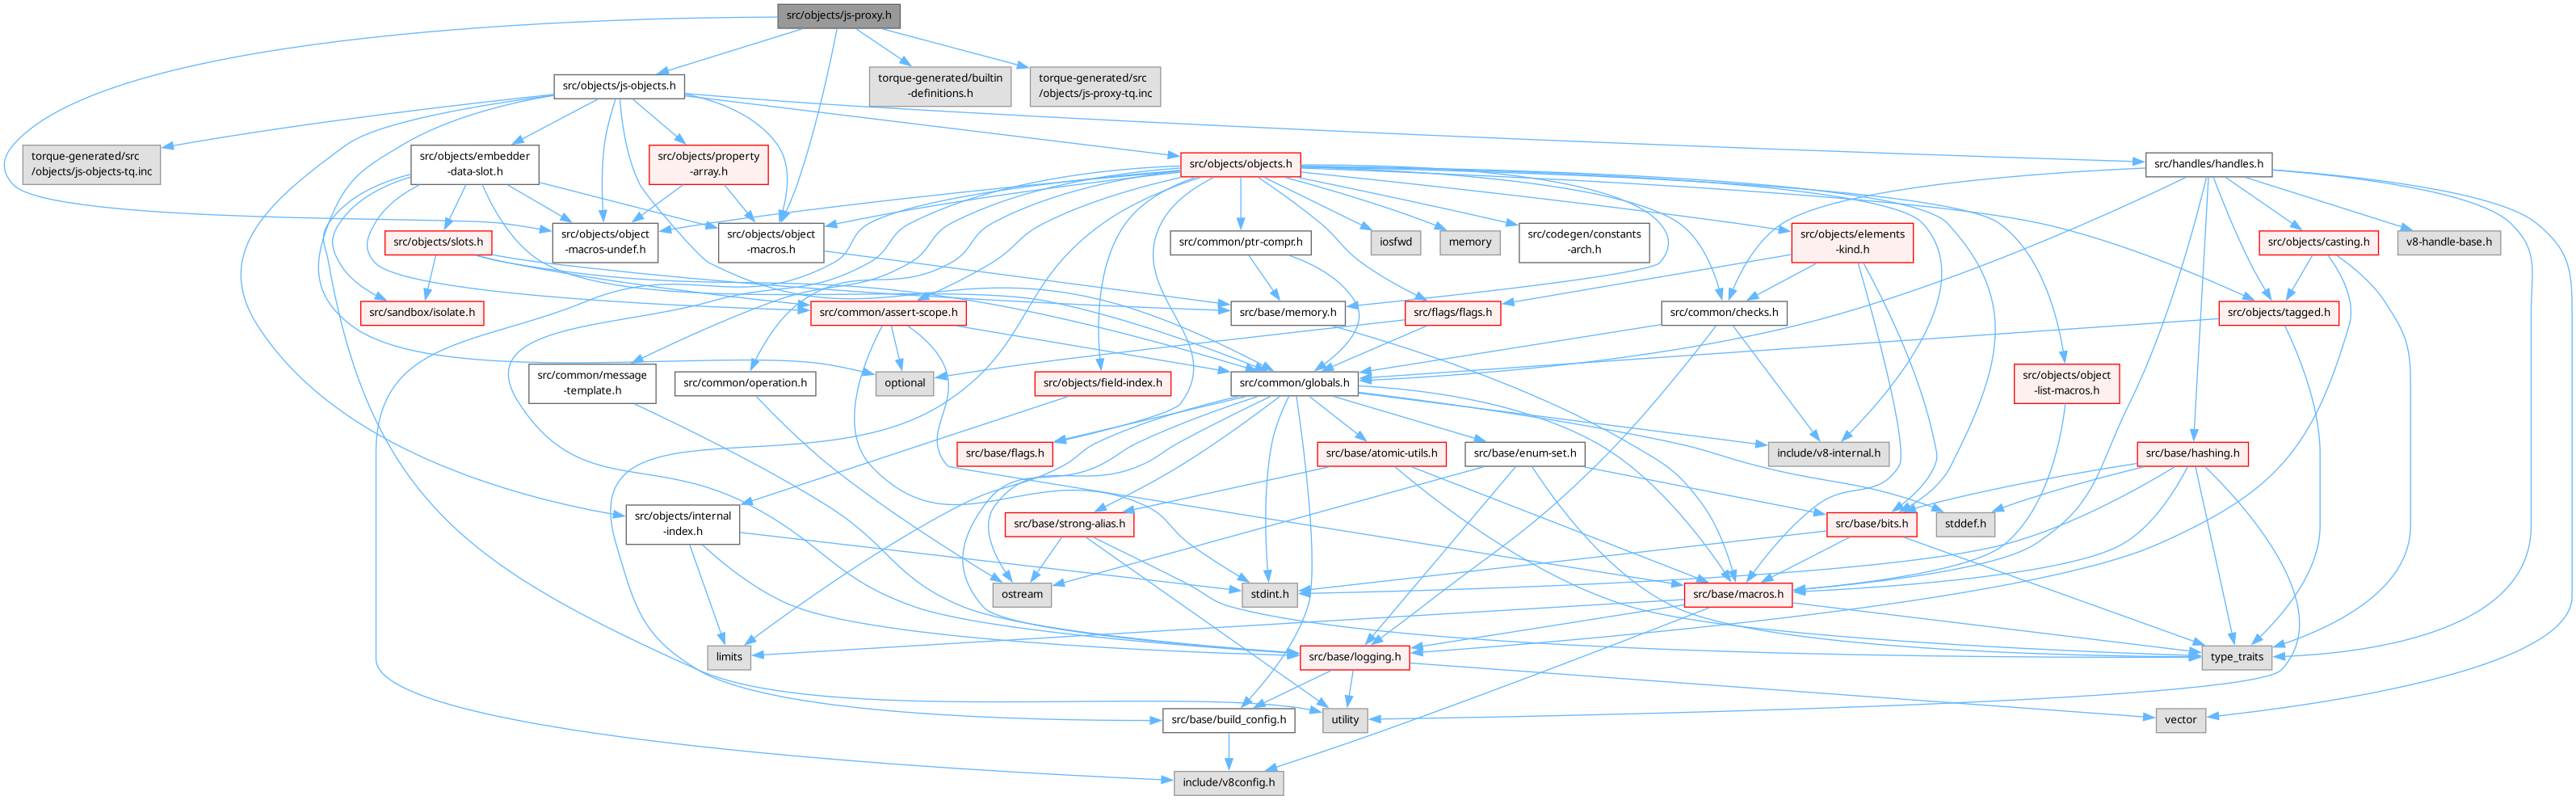 src/objects/js-proxy.h
src/objects/js-objects.h
torque-generated/builtin
-definitions.h
torque-generated/src
/objects/js-proxy-tq.inc
torque-generated/src
/objects/js-objects-tq.inc
src/objects/embedder
-data-slot.h
src/objects/property
-array.h
src/objects/objects.h
src/handles/handles.h
src/objects/slots.h
src/objects/object
-macros-undef.h
src/objects/object
-macros.h
src/common/ptr-compr.h
iosfwd
memory
src/codegen/constants
-arch.h
src/objects/elements
-kind.h
src/objects/casting.h
v8-handle-base.h
src/sandbox/isolate.h
src/common/assert-scope.h
src/base/memory.h
src/flags/flags.h
src/common/checks.h
src/objects/tagged.h
src/common/message
-template.h
src/common/operation.h
optional
src/objects/field-index.h
src/common/globals.h
src/objects/object
-list-macros.h
src/base/flags.h
src/base/atomic-utils.h
src/base/enum-set.h
include/v8-internal.h
src/base/hashing.h
src/objects/internal
-index.h
src/base/strong-alias.h
src/base/bits.h
stddef.h
ostream
stdint.h
src/base/macros.h
limits
src/base/logging.h
type_traits
src/base/build_config.h
utility
vector
include/v8config.h